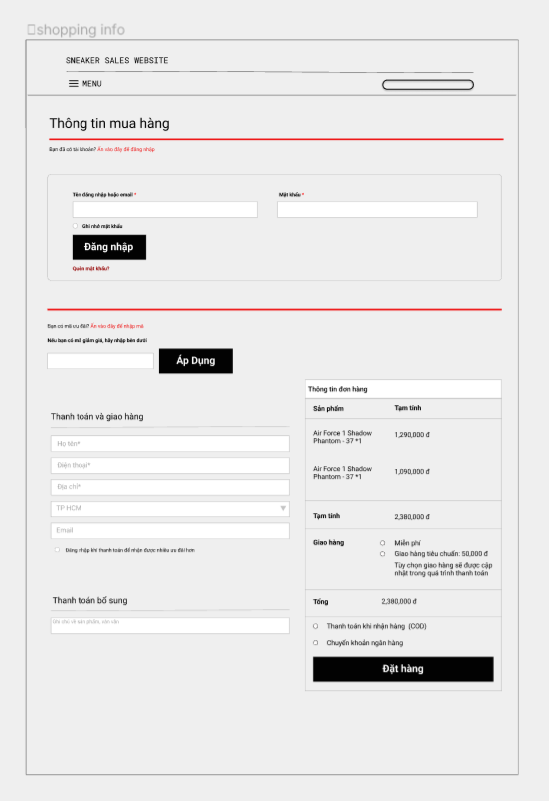 shopping info
SNEAKER SALES WEBSITE
MENU
Thông tin mua hàng
Bạn đã có tài khoản? Ấn vào đây để đăng nhập
Tên đăng nhập hoặc email *
Mật khẩu *
Ghi nhớ mật khẩu
Đăng nhập
Quên mật khẩu?
Bạn có mã ưu đãi? Ấn vào đây để nhập mã
Nếu bạn có mã giảm giá, hãy nhập bên dưới
Áp Dụng
Thanh toán và giao hàng
Họ tên*
Điện thoại*
Địa chỉ*
TP HCM
Email
Đăng nhập khi thanh toán để nhận được nhiều ưu đãi hơn
Thanh toán bổ sung
Ghi chú về sản phẩm, vân vân
Thông tin đơn hàng
Sản phẩm Tạm tính
Air Force 1 Shadow
Phantom - 37 *1
1,290,000 đ
Air Force 1 Shadow
Phantom - 37 *1
1,090,000 đ
Tạm tính 2,380,000 đ
Giao hàng Miễn phí
Giao hàng tiêu chuẩn: 50,000 đ
Tùy chọn giao hàng sẽ được cập
nhật trong quá trình thanh toán
Tổng 2,380,000 đ
Thanh toán khi nhận hàng (COD)
Chuyển khoản ngân hàng
Đặt hàng